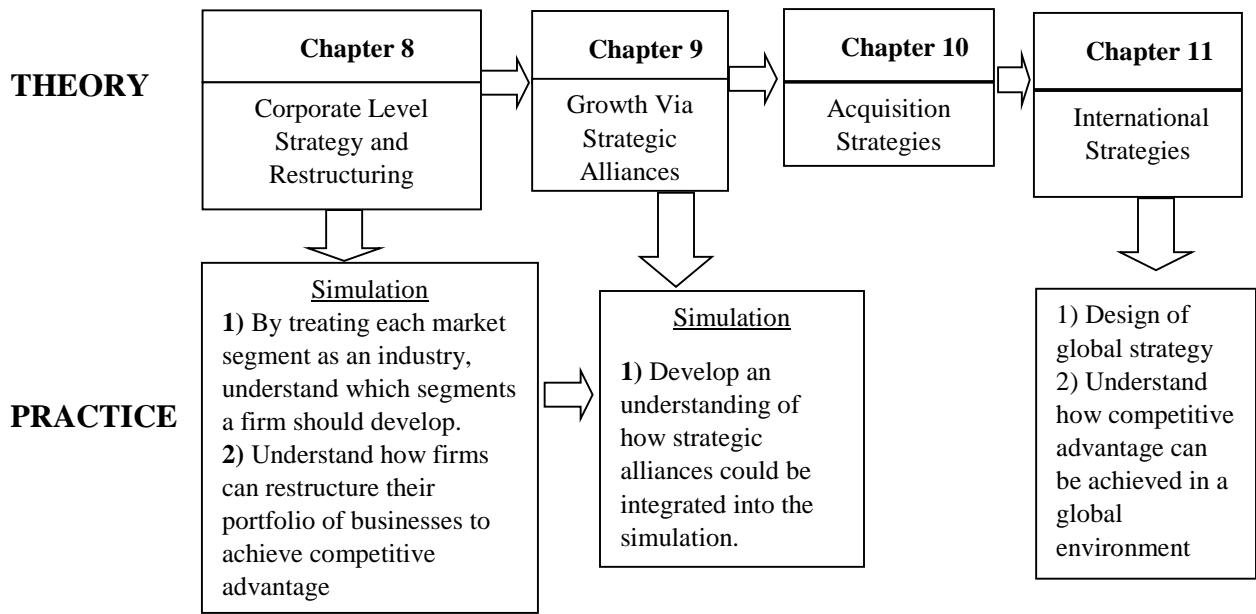 THEORY
Chapter 8
Corporate Level
Strategy and
Restructuring
Chapter 9
Growth Via
Strategic
Alliances
Chapter 10
Acquisition
Strategies
Chapter 11
International
Strategies
PRACTICE
Simulation
1) By treating each market
segment as an industry,
understand which segments
a firm should develop.
2) Understand how firms
can restructure their
portfolio of businesses to
achieve competitive
advantage
Simulation
1) Develop an
understanding of
how strategic
alliances could be
integrated into the
simulation.
1) Design of
global strategy
2) Understand
how competitive
advantage can
be achieved in a
global
environment